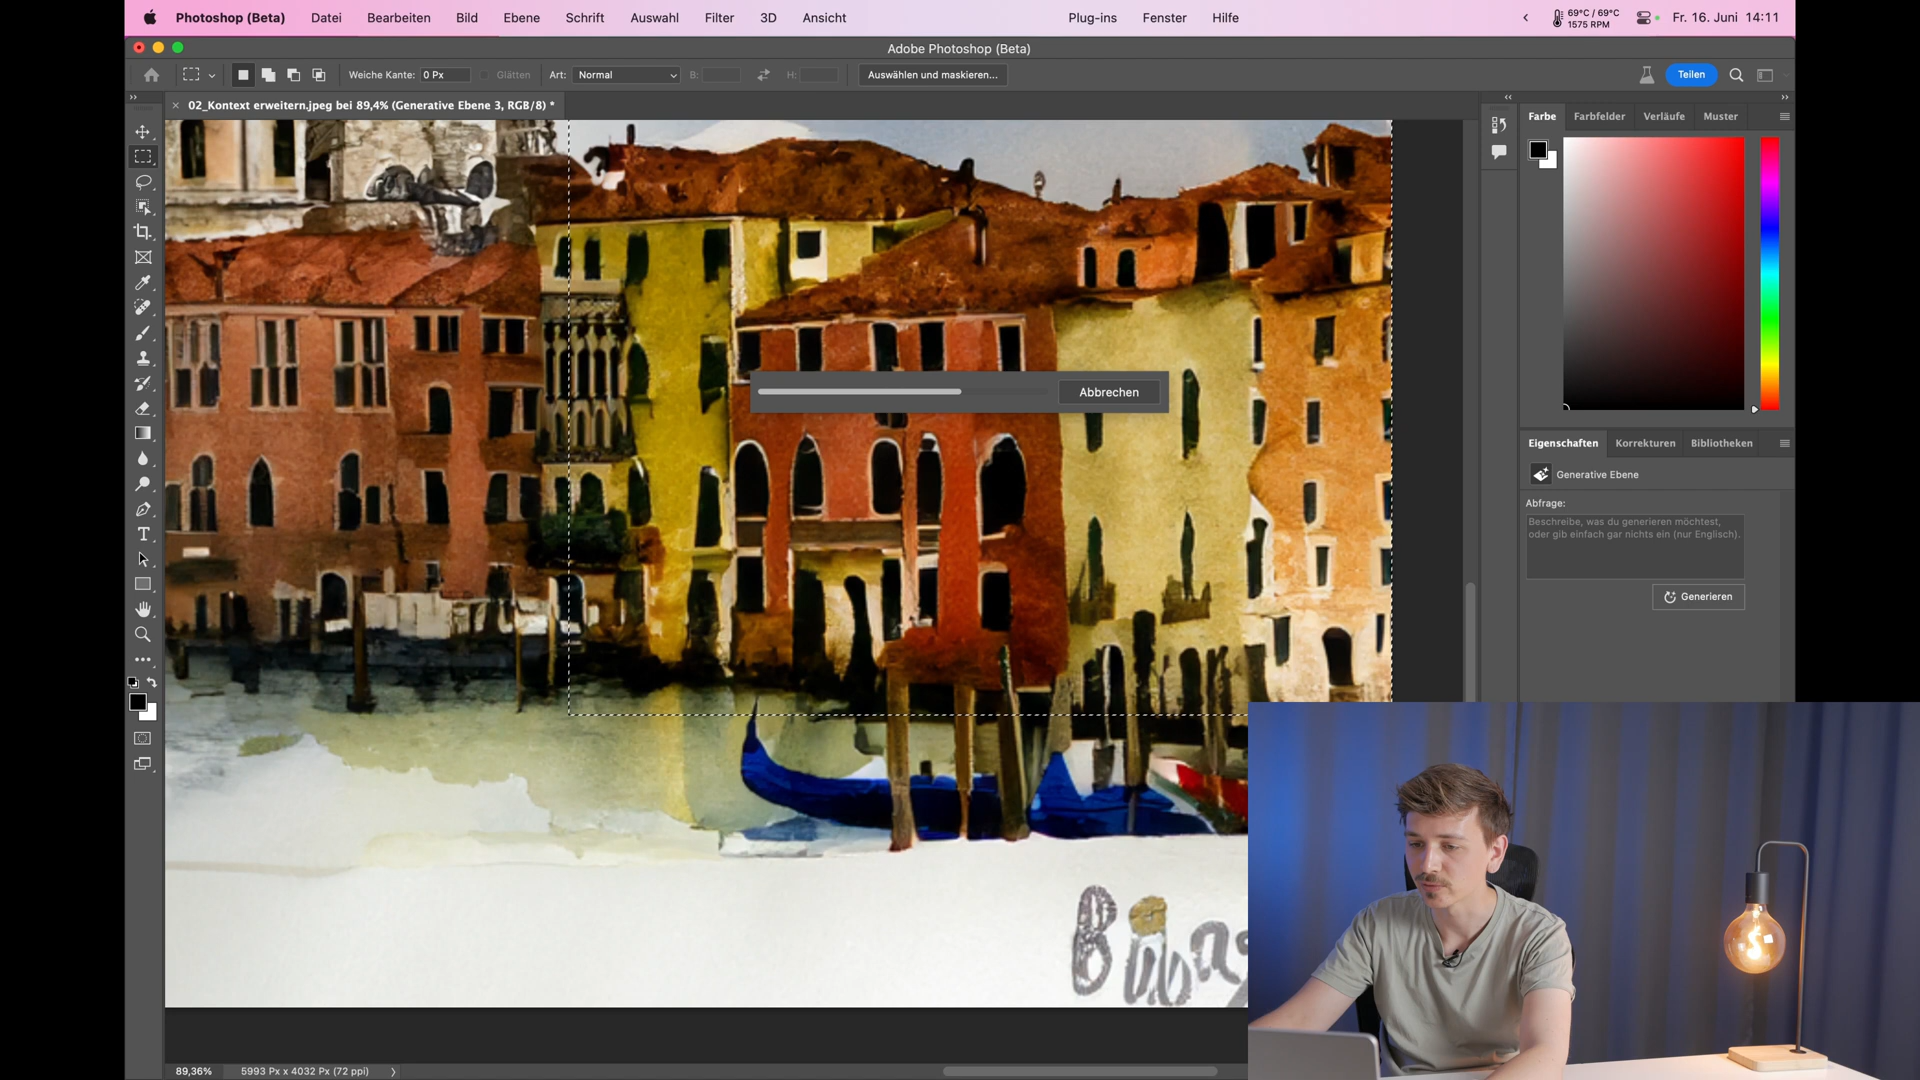 Photoshop (Beta) Datei Bearbeiten Bild Ebene Schrift Auswahl Filter 3D Ansicht Plug-ins Fenster Hilfe 69°C / 69°C Fr. 16. Juni 14:11
1575 RPM
Adobe Photoshop (Beta)
Weiche Kante: 0 Px Glätten Art: Normal B: H: Auswählen und maskieren... Teilen
02_Kontext erweitern.jpeg bei 89,4% (Generative Ebene 3, RGB/8) *
Farbe Farbfelder Verläufe Muster
Abbrechen
Eigenschaften Korrekturen Bibliotheken
Generative Ebene
Abfrage:
Beschreibe, was du generieren möchtest,
oder gib einfach gar nichts ein (nur Englisch).
Generieren
89,36% 5993 Px x 4032 Px (72 ppi)